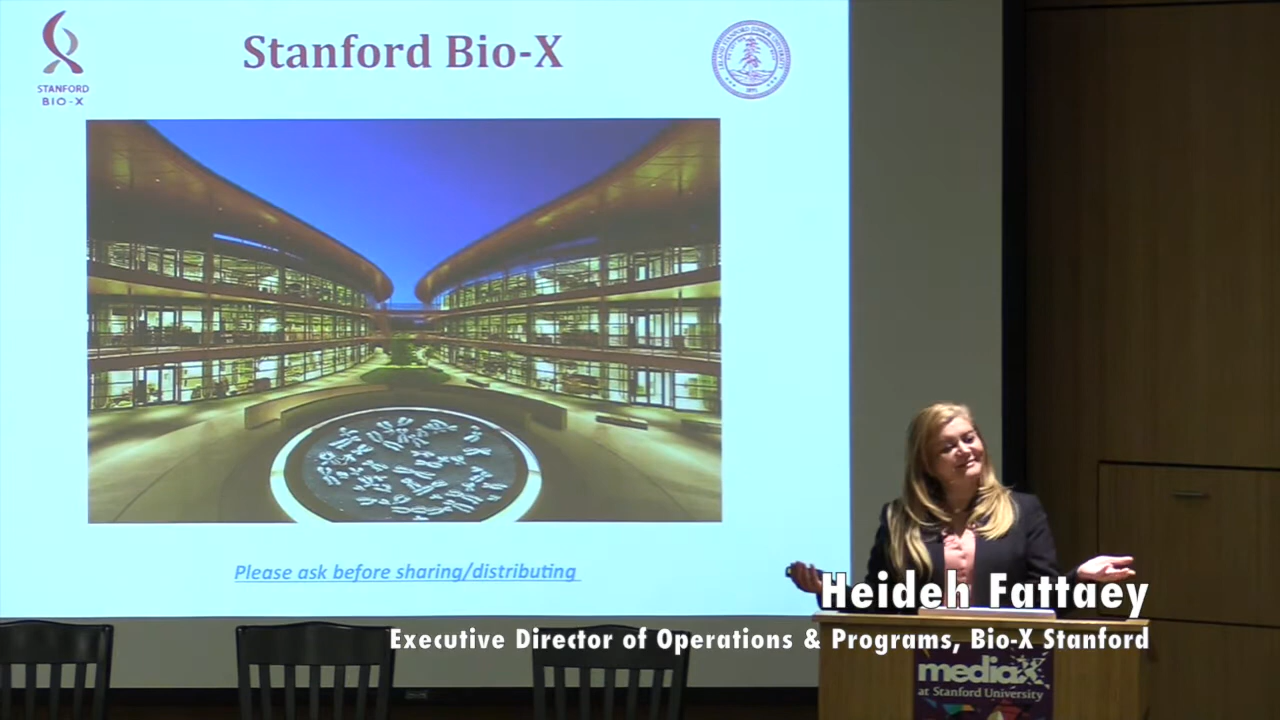 Stanford Bio-X
STANFORD
BIO-X
Please ask before sharing/distributing
Heideh Fattaey
Executive Director of Operations & Programs, Bio-X Stanford
mediaX
at Stanford University